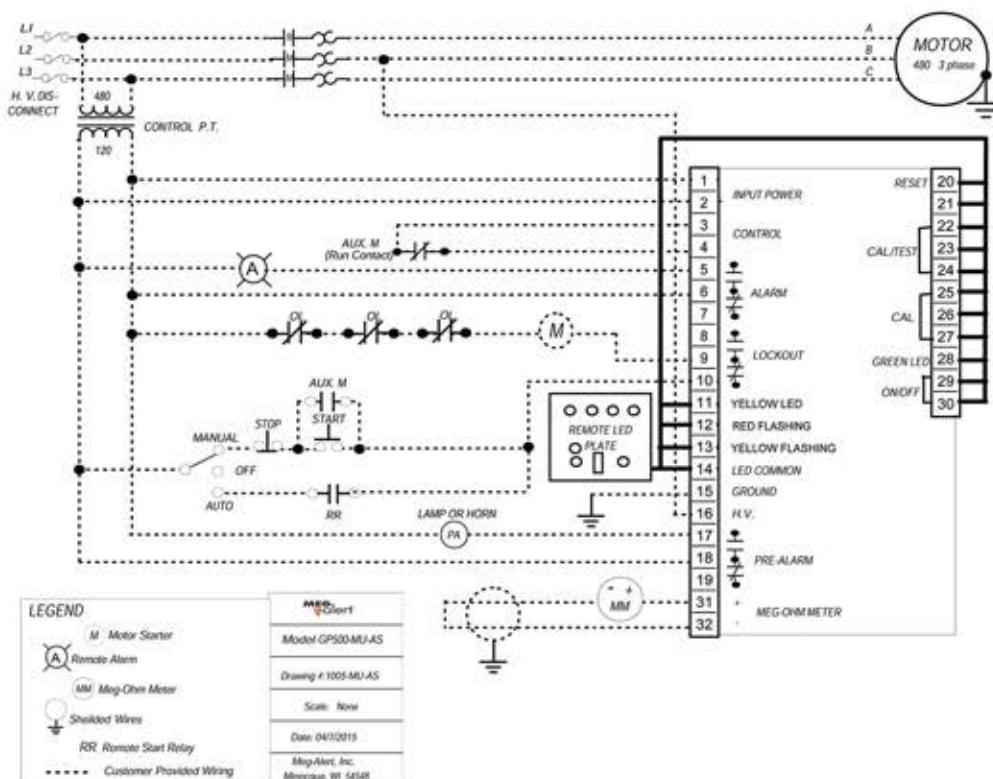 L1
L2
L3
H. V. DIS-
CONNECT
480
120
CONTROL P.T.
M
A
B
C
MOTOR
480 3 phase
AUX. M
(Run Contact)
A
OL
OL
OL
M
AUX. M
START
STOP
MANUAL
OFF
AUTO
RR
LAMP OR HORN
PA
REMOTE LED
PLATE
- +
MM
1
2
INPUT POWER
3
4
CONTROL
5
6
7
ALARM
8
9
10
LOCKOUT
11 YELLOW LED
12 RED FLASHING
13 YELLOW FLASHING
14 LED COMMON
15 GROUND
16 H.V.
17
18
19
PRE-ALARM
31
32
MEG-OHM METER
RESET 20
21
22
23
24
CAL/TEST
25
26
27
CAL
GREEN LED 28
29
30
ON/OFF
LEGEND
M Motor Starter
A Remote Alarm
MM Meg-Ohm Meter
Sheilded Wires
RR Remote Start Relay
Customer Provided Wiring
MEG alert
Model GP500-MU-AS
Drawing #:1005-MU-AS
Scale: None
Meg-Alert, Inc.
Minocqua, WI. 54548